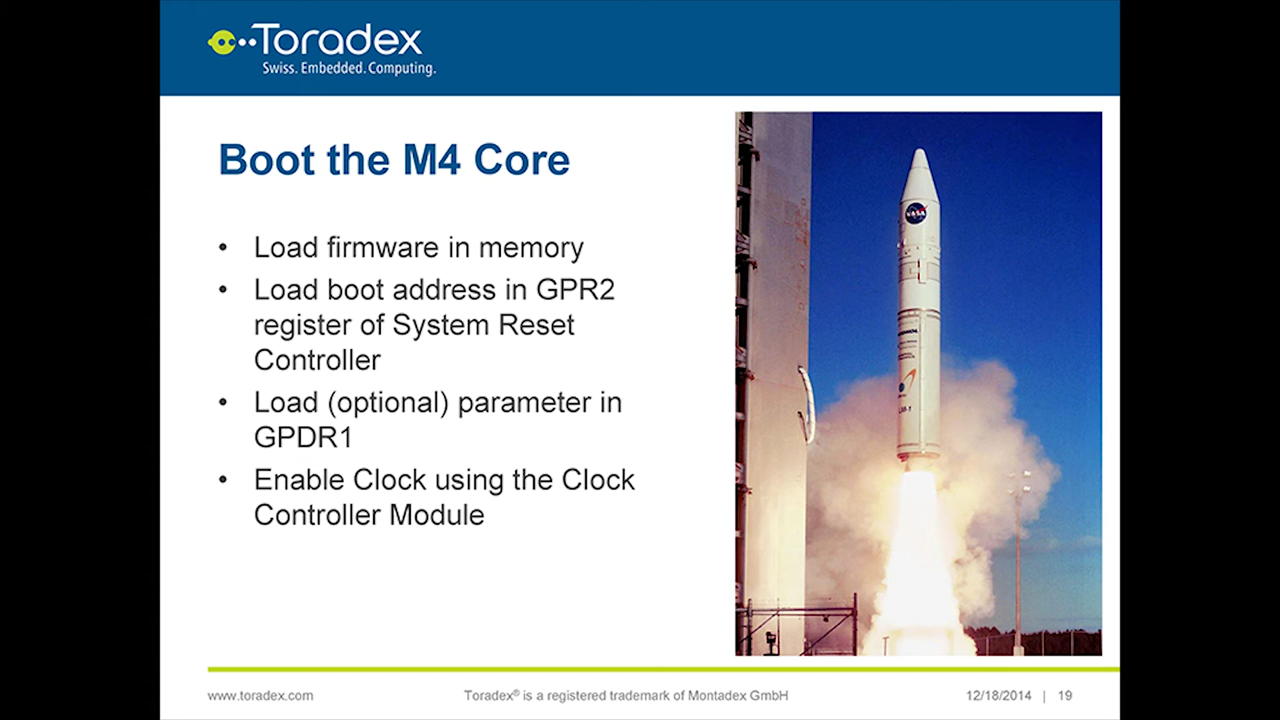 Toradex
Swiss. Embedded. Computing.
Boot the M4 Core
• Load firmware in memory
• Load boot address in GPR2
register of System Reset
Controller
• Load (optional) parameter in
GPDR1
• Enable Clock using the Clock
Controller Module
NASA
www.toradex.com
Toradex® is a registered trademark of Montadex GmbH
12/18/2014 | 19